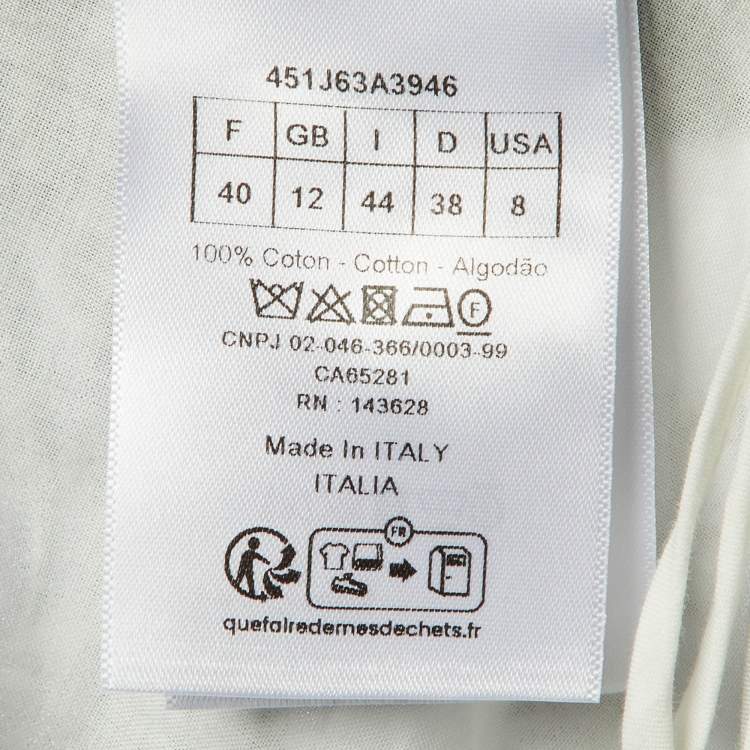 451J63A3946
F GB I D USA
40 12 44 38 8
100% Coton - Cotton - Algodão
F
CNPJ 02-046-366/0003-99
CA65281
RN : 143628
Made In ITALY
ITALIA
FR
quefairedemesdechets.fr